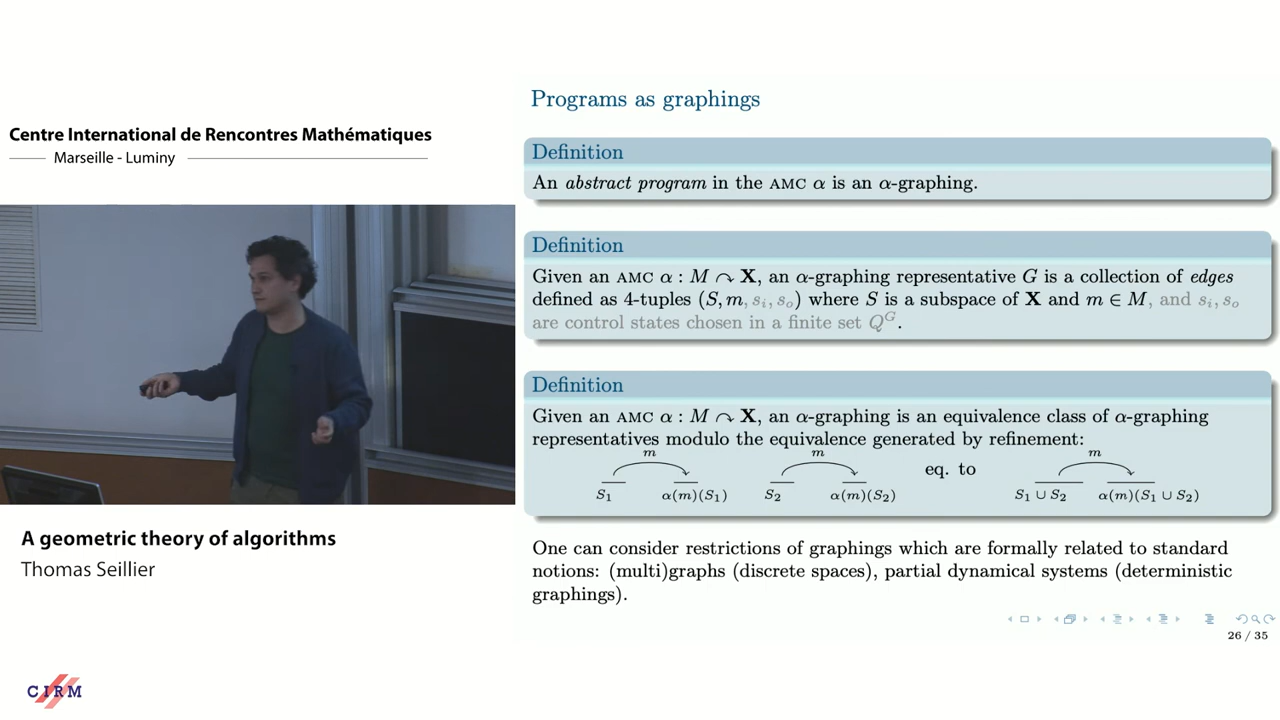 Centre International de Rencontres Mathématiques
Marseille - Luminy
A geometric theory of algorithms
Thomas Seillier
CIRM
Programs as graphings
Definition
An abstract program in the AMC α is an α-graphing.
Definition
Given an AMC α : M ↷ X, an α-graphing representative G is a collection of edges
defined as 4-tuples (S, m, s_i, s_o) where S is a subspace of X and m ∈ M, and s_i, s_o
are control states chosen in a finite set Q^G.
Definition
Given an AMC α : M ↷ X, an α-graphing is an equivalence class of α-graphing
representatives modulo the equivalence generated by refinement:
m m m
eq. to
S_1 α(m)(S_1) S_2 α(m)(S_2) S_1 ∪ S_2 α(m)(S_1 ∪ S_2)
One can consider restrictions of graphings which are formally related to standard
notions: (multi)graphs (discrete spaces), partial dynamical systems (deterministic
graphings).
26 / 35